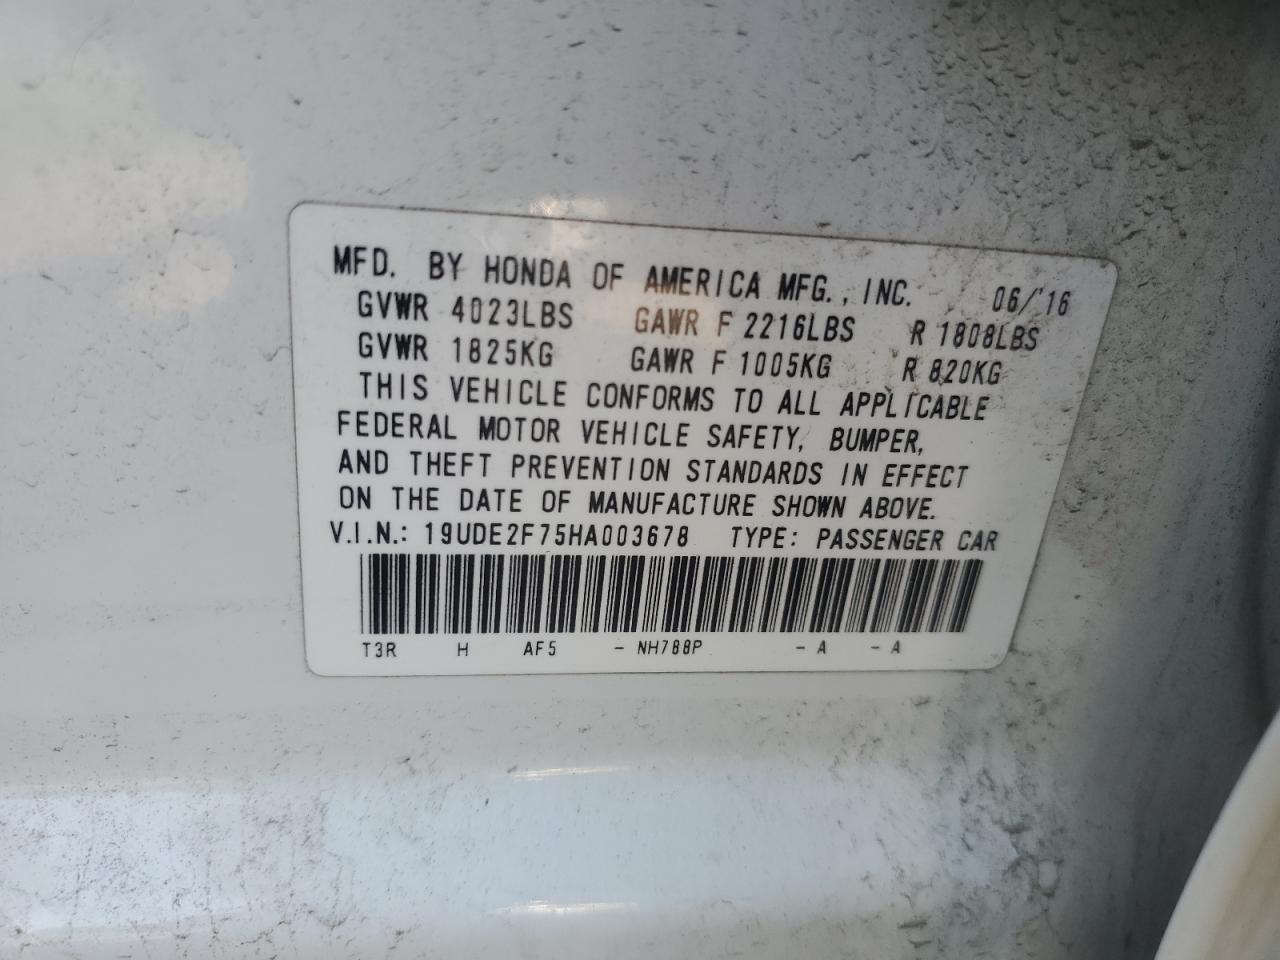 MFD. BY HONDA OF AMERICA MFG., INC. 06/'16
GVWR 4023LBS GAWR F 2216LBS R 1808LBS
GVWR 1825KG GAWR F 1005KG R 820KG
THIS VEHICLE CONFORMS TO ALL APPLICABLE
FEDERAL MOTOR VEHICLE SAFETY, BUMPER,
AND THEFT PREVENTION STANDARDS IN EFFECT
ON THE DATE OF MANUFACTURE SHOWN ABOVE.
V.I.N.: 19UDE2F75HA003678 TYPE: PASSENGER CAR
T3R H AF5 - NH788P - A - A